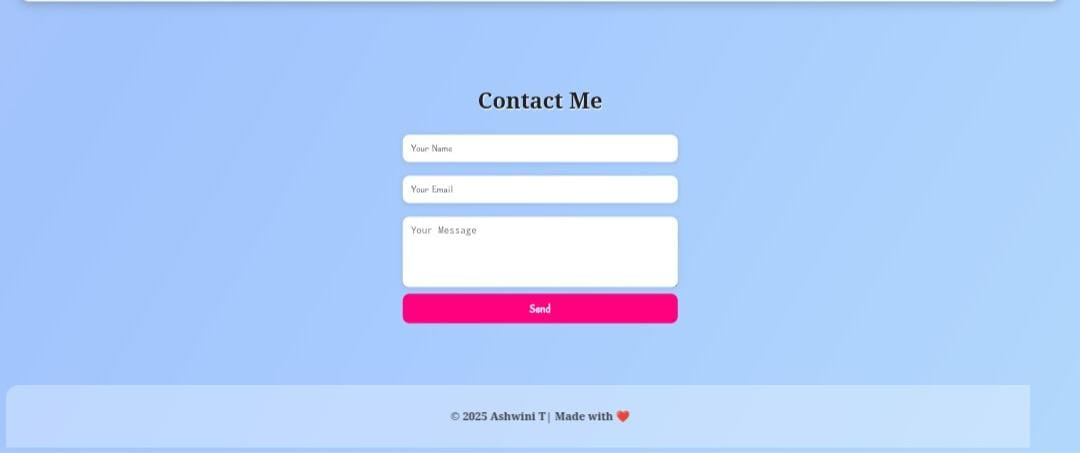 Contact Me
Your Name
Your Email
Your Message
Send
© 2025 Ashwini T| Made with ❤️